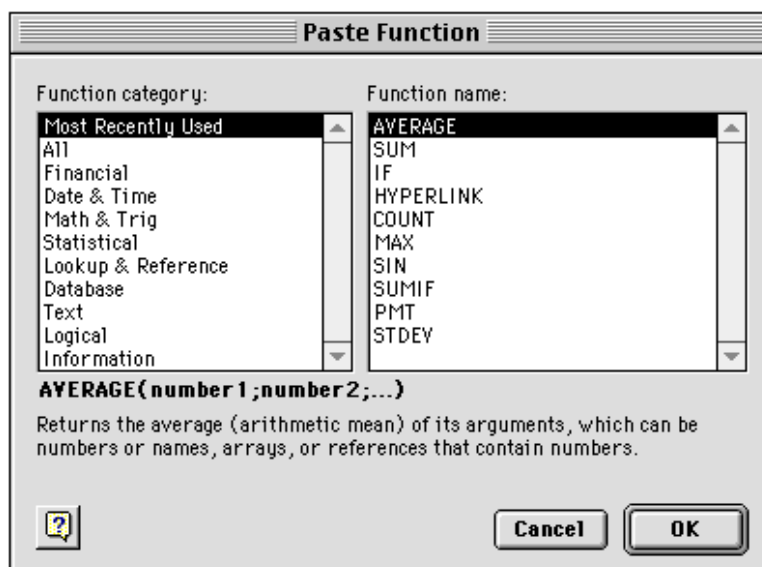 Paste Function
Function category:
Most Recently Used
All
Financial
Date & Time
Math & Trig
Statistical
Lookup & Reference
Database
Text
Logical
Information
Function name:
AVERAGE
SUM
IF
HYPERLINK
COUNT
MAX
SIN
SUMIF
PMT
STDEV
AVERAGE(number1;number2;...)
Returns the average (arithmetic mean) of its arguments, which can be
numbers or names, arrays, or references that contain numbers.
?
Cancel
OK